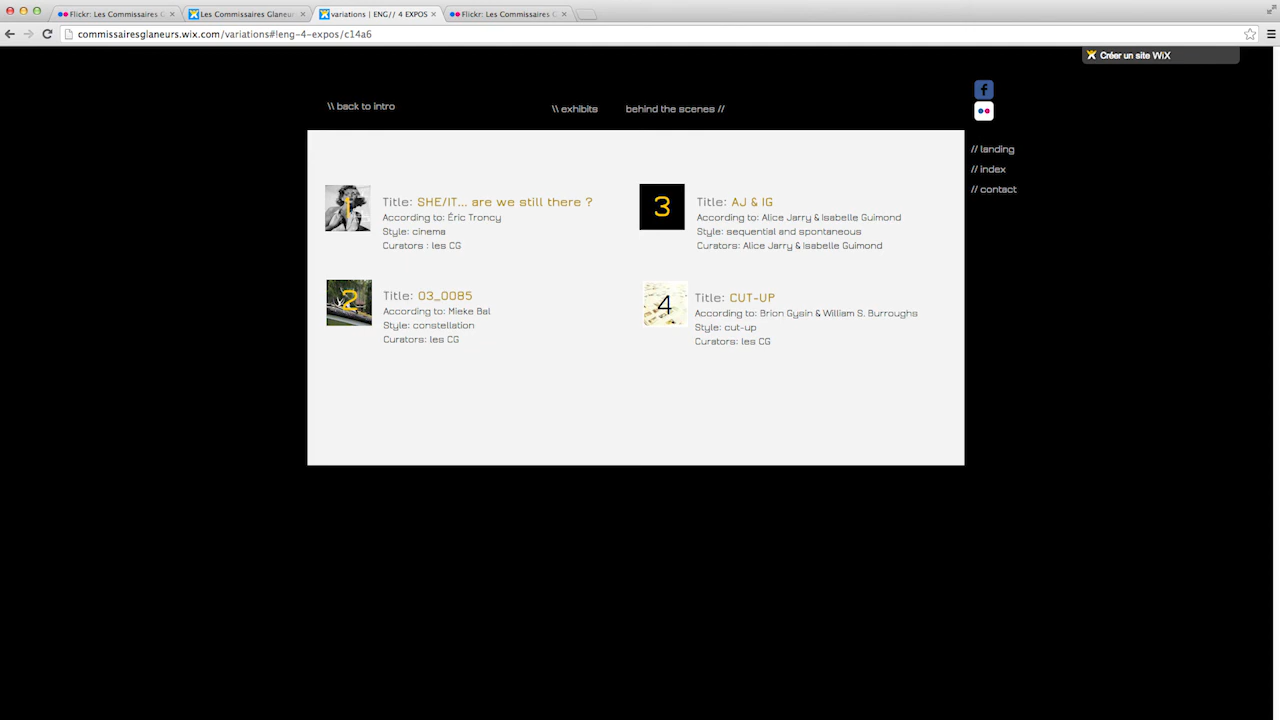 Flickr: Les Commissaires G
Les Commissaires Glaneur
variations | ENG// 4 EXPOS
Flickr: Les Commissaires G
commissairesglaneurs.wix.com/variations#!eng-4-expos/c14a6
Créer un site WiX
\\ back to intro
\\ exhibits
behind the scenes //
// landing
// index
// contact
1
Title: SHE/IT... are we still there ?
According to: Éric Troncy
Style: cinema
Curators : les CG
2
Title: 03_0085
According to: Mieke Bal
Style: constellation
Curators: les CG
3
Title: AJ & IG
According to: Alice Jarry & Isabelle Guimond
Style: sequential and spontaneous
Curators: Alice Jarry & Isabelle Guimond
4
Title: CUT-UP
According to: Brion Gysin & William S. Burroughs
Style: cut-up
Curators: les CG